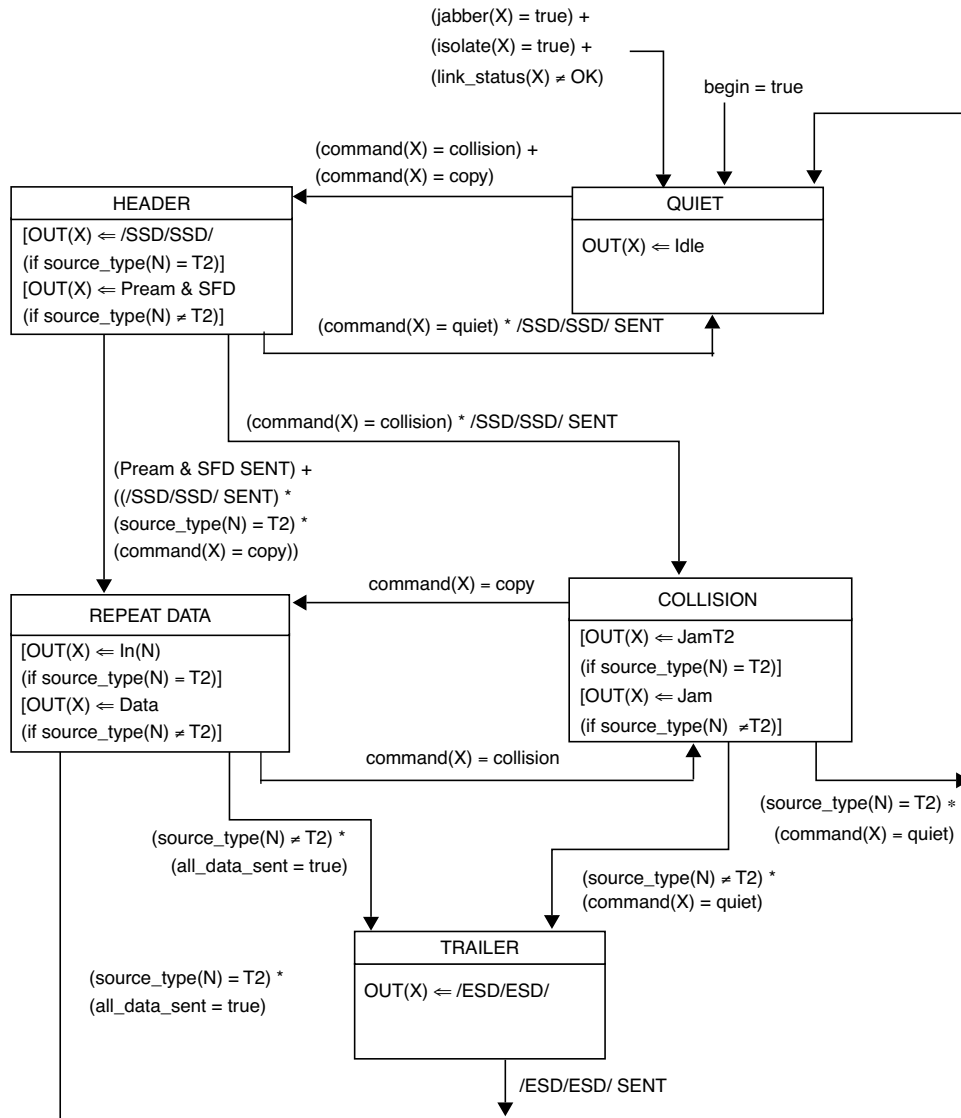 (jabber(X) = true) +
(isolate(X) = true) +
(link_status(X) ≠ OK)
begin = true
(command(X) = collision) +
(command(X) = copy)
HEADER
[OUT(X) ⇐ /SSD/SSD/
(if source_type(N) = T2)]
[OUT(X) ⇐ Pream & SFD
(if source_type(N) ≠ T2)]
QUIET
OUT(X) ⇐ Idle
(command(X) = quiet) * /SSD/SSD/ SENT
(command(X) = collision) * /SSD/SSD/ SENT
(Pream & SFD SENT) +
((/SSD/SSD/ SENT) *
(source_type(N) = T2) *
(command(X) = copy))
command(X) = copy
REPEAT DATA
[OUT(X) ⇐ In(N)
(if source_type(N) = T2)]
[OUT(X) ⇐ Data
(if source_type(N) ≠ T2)]
COLLISION
[OUT(X) ⇐ JamT2
(if source_type(N) = T2)]
[OUT(X) ⇐ Jam
(if source_type(N) ≠T2)]
command(X) = collision
(source_type(N) = T2) *
(command(X) = quiet)
(source_type(N) ≠ T2) *
(all_data_sent = true)
(source_type(N) ≠ T2) *
(command(X) = quiet)
TRAILER
OUT(X) ⇐ /ESD/ESD/
(source_type(N) = T2) *
(all_data_sent = true)
/ESD/ESD/ SENT